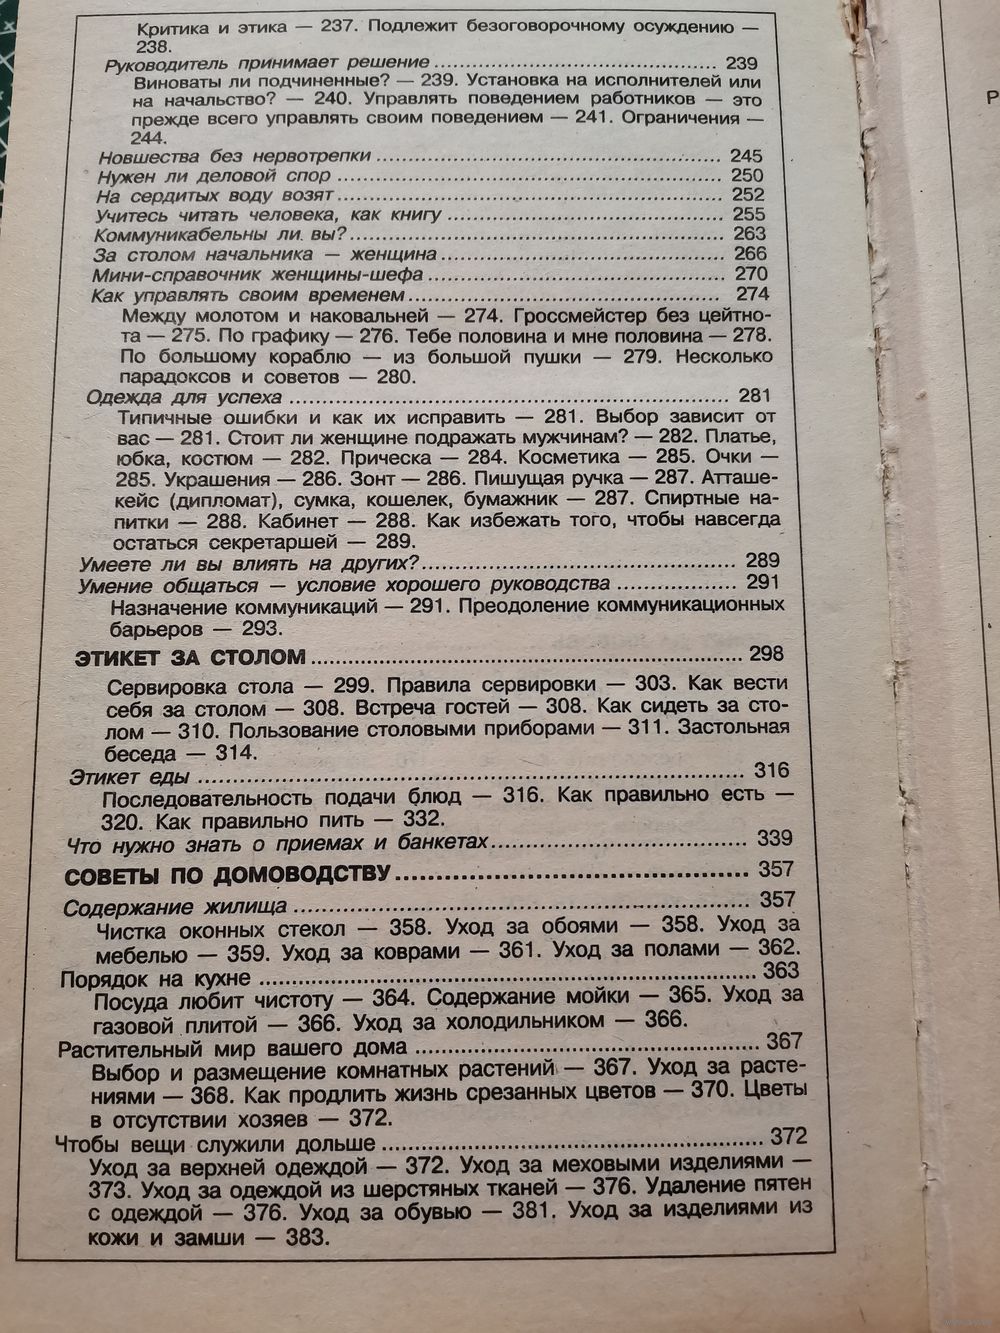 Критика и этика — 237. Подлежит безоговорочному осуждению —
238.
Руководитель принимает решение ........................................ 239
Виноваты ли подчиненные? — 239. Установка на исполнителей или
на начальство? — 240. Управлять поведением работников — это
прежде всего управлять своим поведением — 241. Ограничения —
244.
Новшества без нервотрепки ........................................ 245
Нужен ли деловой спор ........................................ 250
На сердитых воду возят ........................................ 252
Учитесь читать человека, как книгу ........................................ 255
Коммуникабельны ли вы? ........................................ 263
За столом начальника — женщина ........................................ 266
Мини-справочник женщины-шефа ........................................ 270
Как управлять своим временем ........................................ 274
Между молотом и наковальней — 274. Гроссмейстер без цейтно-
та — 275. По графику — 276. Тебе половина и мне половина — 278.
По большому кораблю — из большой пушки — 279. Несколько
парадоксов и советов — 280.
Одежда для успеха ........................................ 281
Типичные ошибки и как их исправить — 281. Выбор зависит от
вас — 281. Стоит ли женщине подражать мужчинам? — 282. Платье,
юбка, костюм — 282. Прическа — 284. Косметика — 285. Очки —
285. Украшения — 286. Зонт — 286. Пишущая ручка — 287. Атташе-
кейс (дипломат), сумка, кошелек, бумажник — 287. Спиртные на-
питки — 288. Кабинет — 288. Как избежать того, чтобы навсегда
остаться секретаршей — 289.
Умеете ли вы влиять на других? ........................................ 289
Умение общаться — условие хорошего руководства ............... 291
Назначение коммуникаций — 291. Преодоление коммуникационных
барьеров — 293.
ЭТИКЕТ ЗА СТОЛОМ ........................................ 298
Сервировка стола — 299. Правила сервировки — 303. Как вести
себя за столом — 308. Встреча гостей — 308. Как сидеть за сто-
лом — 310. Пользование столовыми приборами — 311. Застольная
беседа — 314.
Этикет еды ........................................ 316
Последовательность подачи блюд — 316. Как правильно есть —
320. Как правильно пить — 332.
Что нужно знать о приемах и банкетах ........................................ 339
СОВЕТЫ ПО ДОМОВОДСТВУ ........................................ 357
Содержание жилища ........................................ 357
Чистка оконных стекол — 358. Уход за обоями — 358. Уход за
мебелью — 359. Уход за коврами — 361. Уход за полами — 362.
Порядок на кухне ........................................ 363
Посуда любит чистоту — 364. Содержание мойки — 365. Уход за
газовой плитой — 366. Уход за холодильником — 366.
Растительный мир вашего дома ........................................ 367
Выбор и размещение комнатных растений — 367. Уход за расте-
ниями — 368. Как продлить жизнь срезанных цветов — 370. Цветы
в отсутствии хозяев — 372.
Чтобы вещи служили дольше ........................................ 372
Уход за верхней одеждой — 372. Уход за меховыми изделиями —
373. Уход за одеждой из шерстяных тканей — 376. Удаление пятен
с одеждой — 376. Уход за обувью — 381. Уход за изделиями из
кожи и замши — 383.
Р